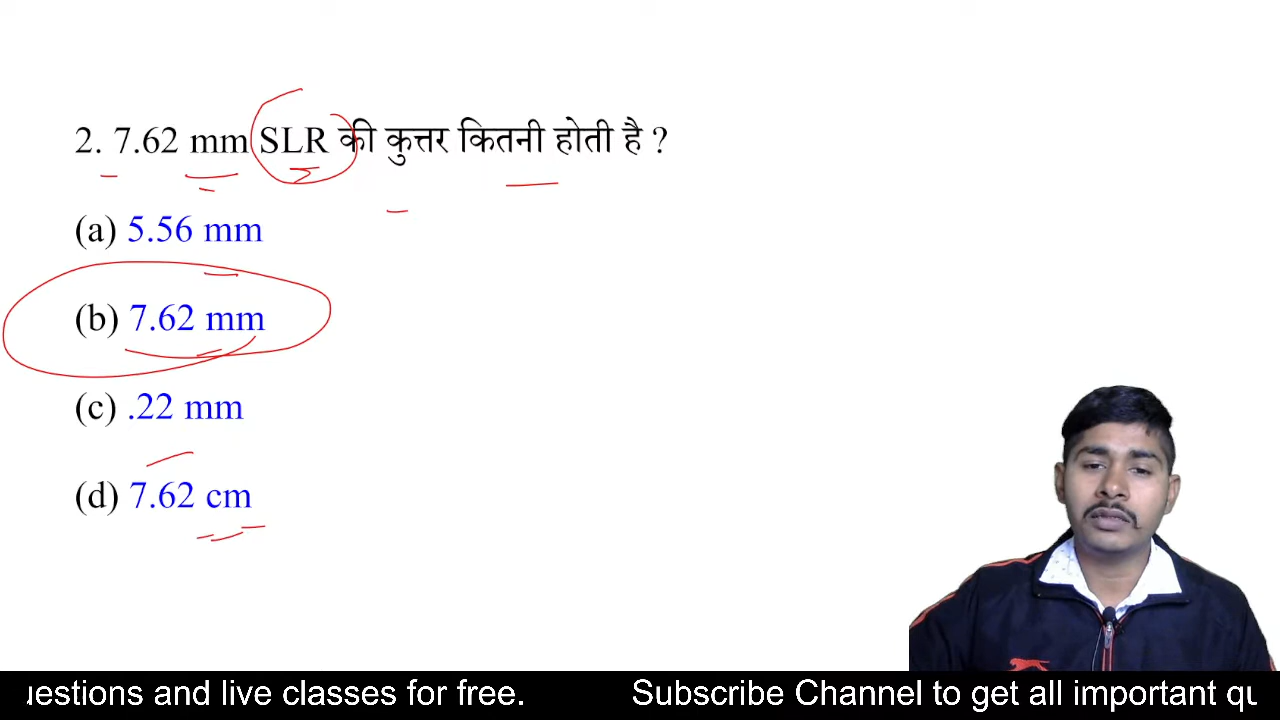 2. 7.62 mm SLR की कुत्तर कितनी होती है ?
(a) 5.56 mm
(b) 7.62 mm
(c) .22 mm
(d) 7.62 cm
uestions and live classes for free. Subscribe Channel to get all important qu